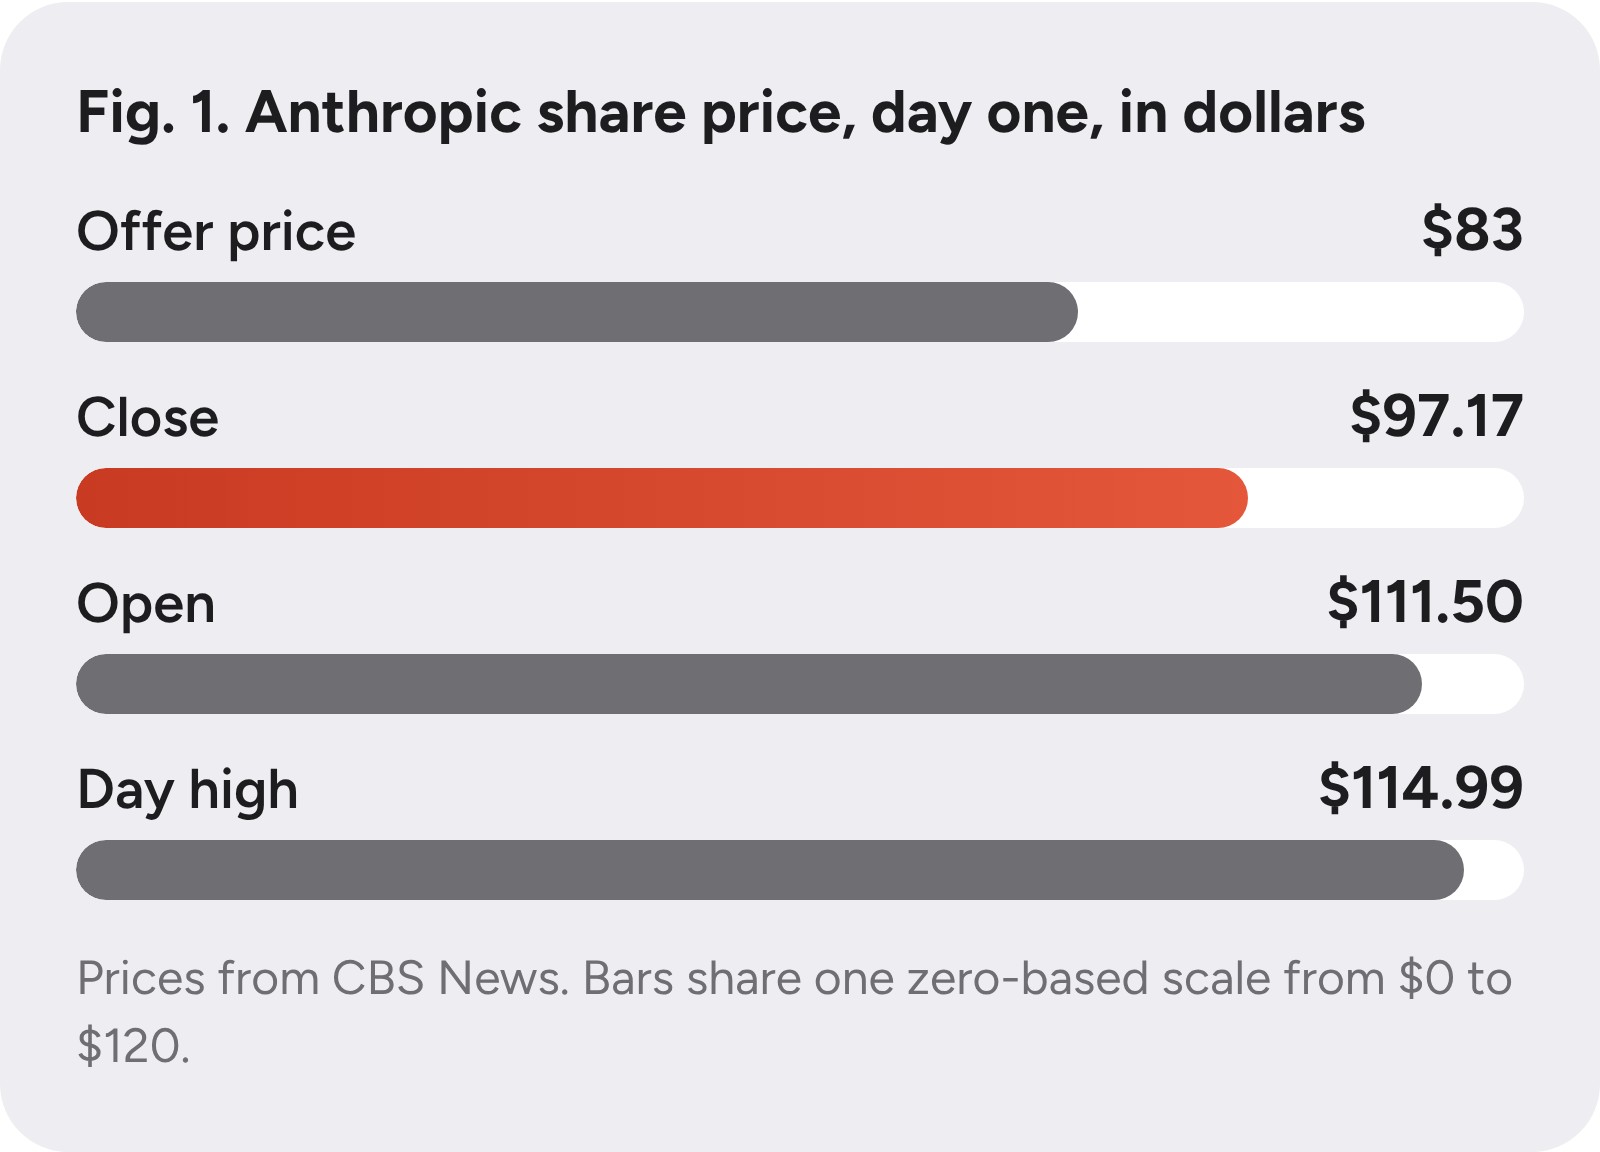 Fig. 1. Anthropic share price, day one, in dollars
Offer price $83
Close $97.17
Open $111.50
Day high $114.99
Prices from CBS News. Bars share one zero-based scale from $0 to
$120.